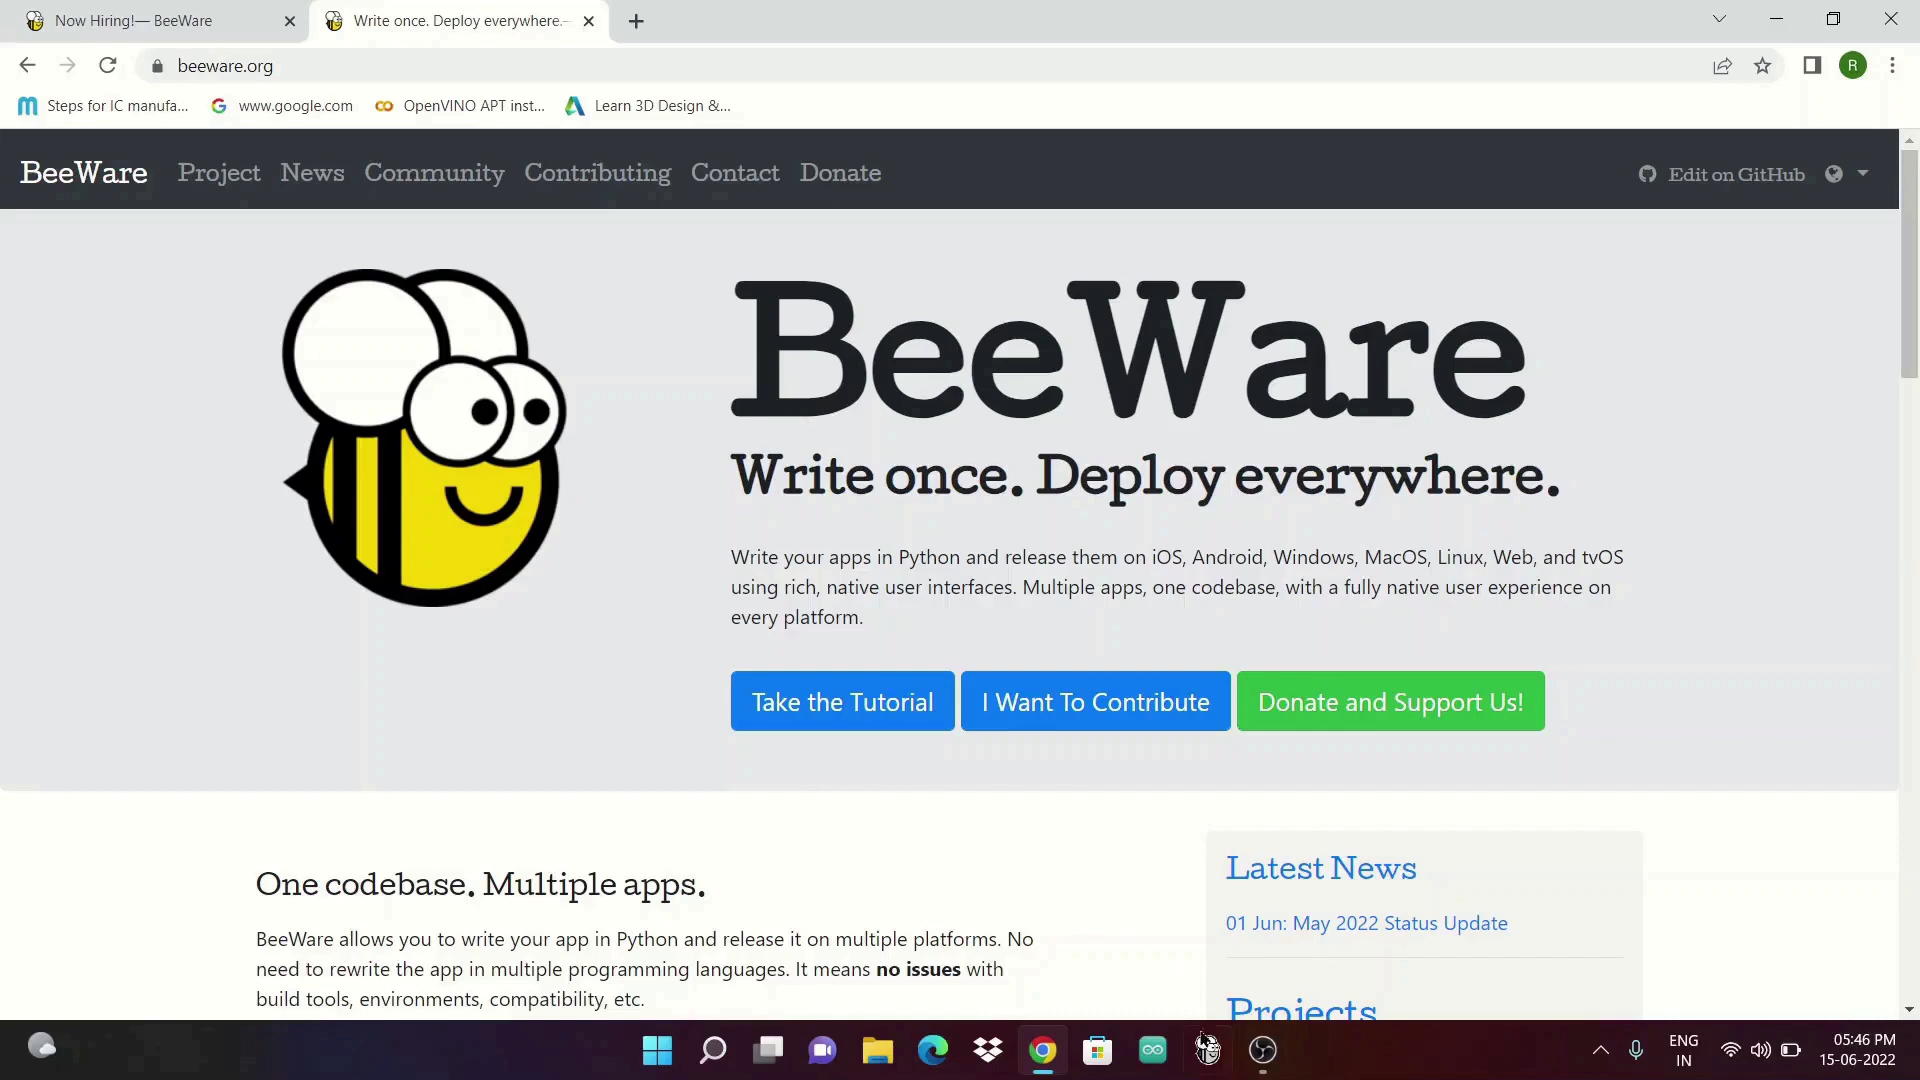 Now Hiring!— BeeWare
Write once. Deploy everywhere.—
beeware.org
R
Steps for IC manufa...
www.google.com
OpenVINO APT inst...
Learn 3D Design &...
BeeWare Project News Community Contributing Contact Donate Edit on GitHub
BeeWare
Write once. Deploy everywhere.
Write your apps in Python and release them on iOS, Android, Windows, MacOS, Linux, Web, and tvOS
using rich, native user interfaces. Multiple apps, one codebase, with a fully native user experience on
every platform.
Take the Tutorial
I Want To Contribute
Donate and Support Us!
One codebase. Multiple apps.
BeeWare allows you to write your app in Python and release it on multiple platforms. No
need to rewrite the app in multiple programming languages. It means no issues with
build tools, environments, compatibility, etc.
Latest News
01 Jun: May 2022 Status Update
Projects
ENG
IN
05:46 PM
15-06-2022